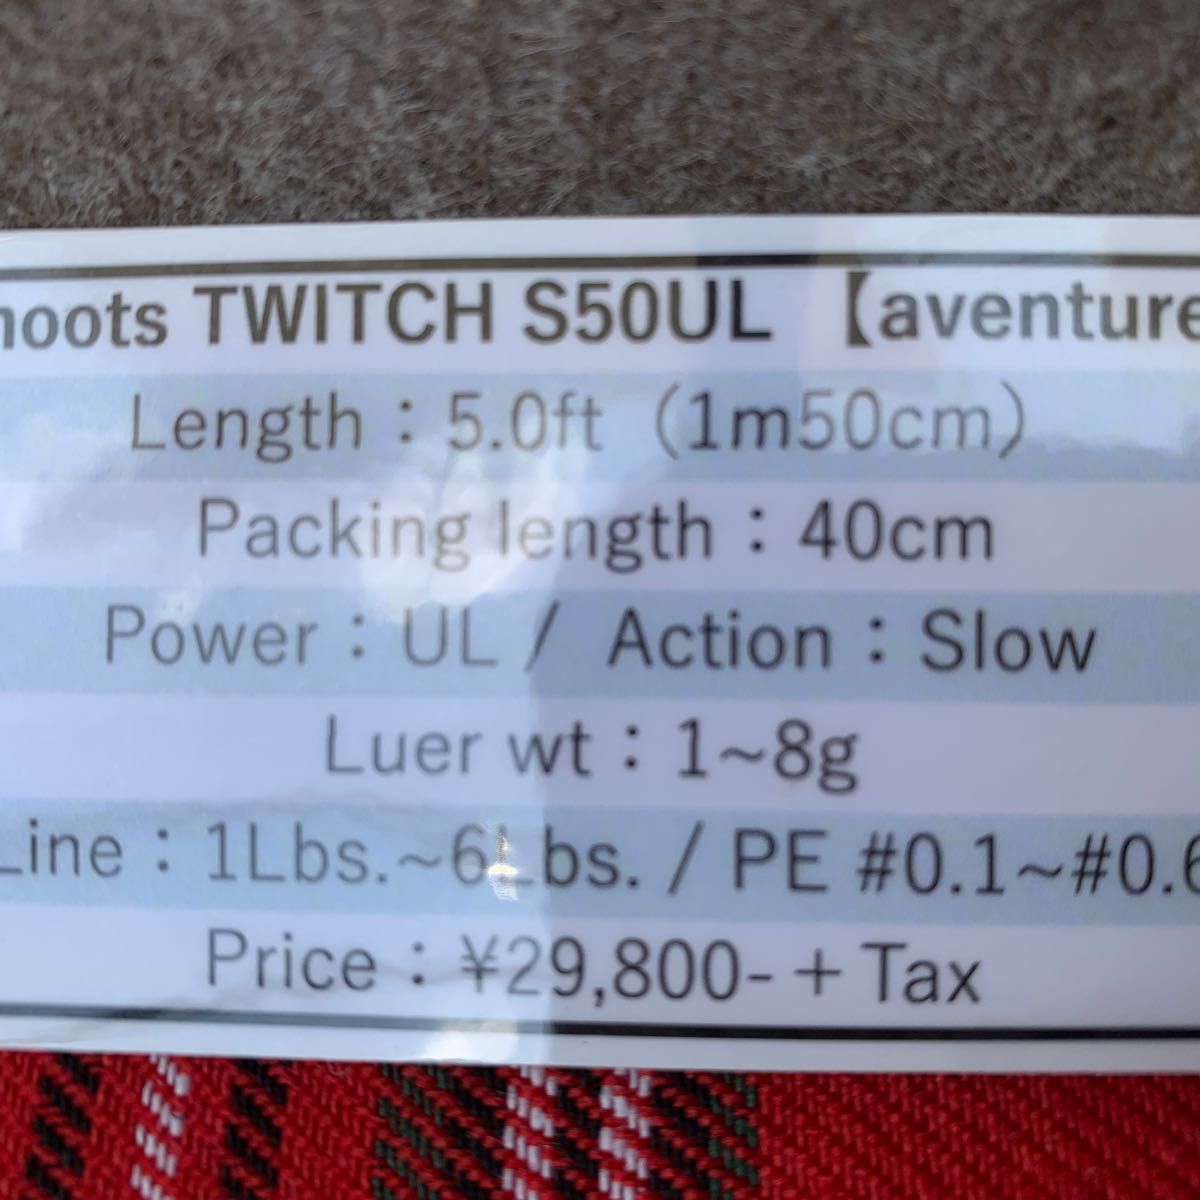 TWITCH S50UL 【aventure
Length：5.0ft（1m50cm）
Packing length：40cm
Power：UL / Action：Slow
Luer wt：1~8g
Line：1Lbs.~6Lbs. / PE #0.1~#0.6
Price：¥29,800-＋Tax